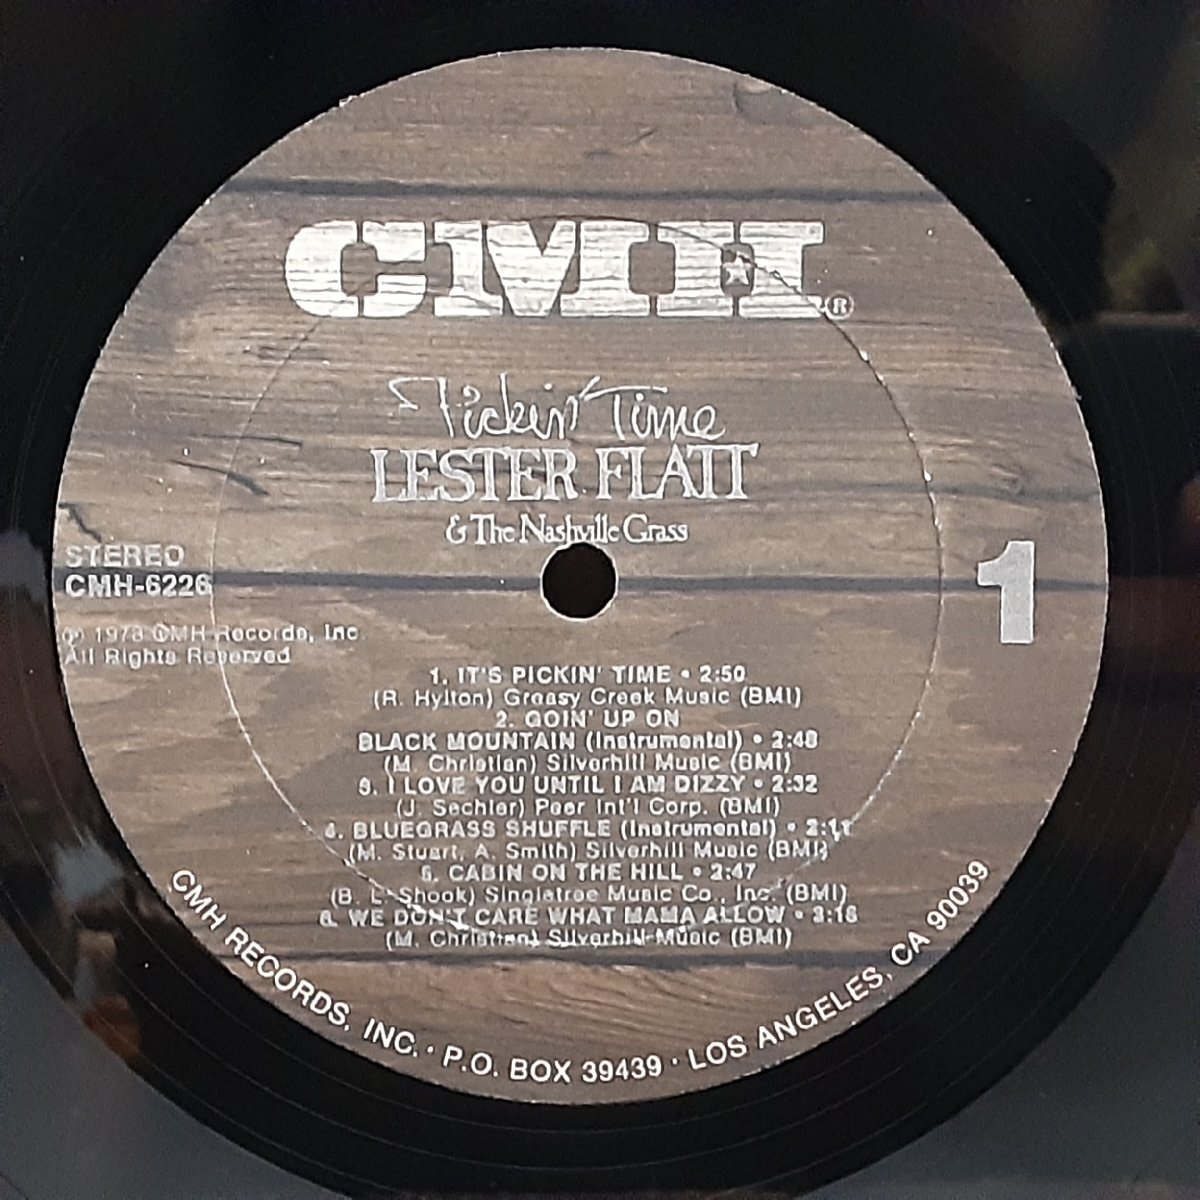 CMH®
Pickin' Time
LESTER FLATT
& The Nashville Grass
STEREO
CMH-6226
1
℗ 1978 CMH Records, Inc.
All Rights Reserved
1. IT'S PICKIN' TIME • 2:50
(R. Hylton) Greasy Creek Music (BMI)
2. GOIN' UP ON
BLACK MOUNTAIN (Instrumental) • 2:48
(M. Christian) Silverhill Music (BMI)
3. I LOVE YOU UNTIL I AM DIZZY • 2:32
(J. Sechler) Peer Int'l Corp. (BMI)
4. BLUEGRASS SHUFFLE (Instrumental) • 2:11
(M. Stuart, A. Smith) Silverhill Music (BMI)
5. CABIN ON THE HILL • 2:47
(B. L. Shook) Singletree Music Co., Inc. (BMI)
6. WE DON'T CARE WHAT MAMA ALLOW • 3:16
(M. Christian) Silverhill Music (BMI)
CMH RECORDS, INC. · P.O. BOX 39439 · LOS ANGELES, CA 90039